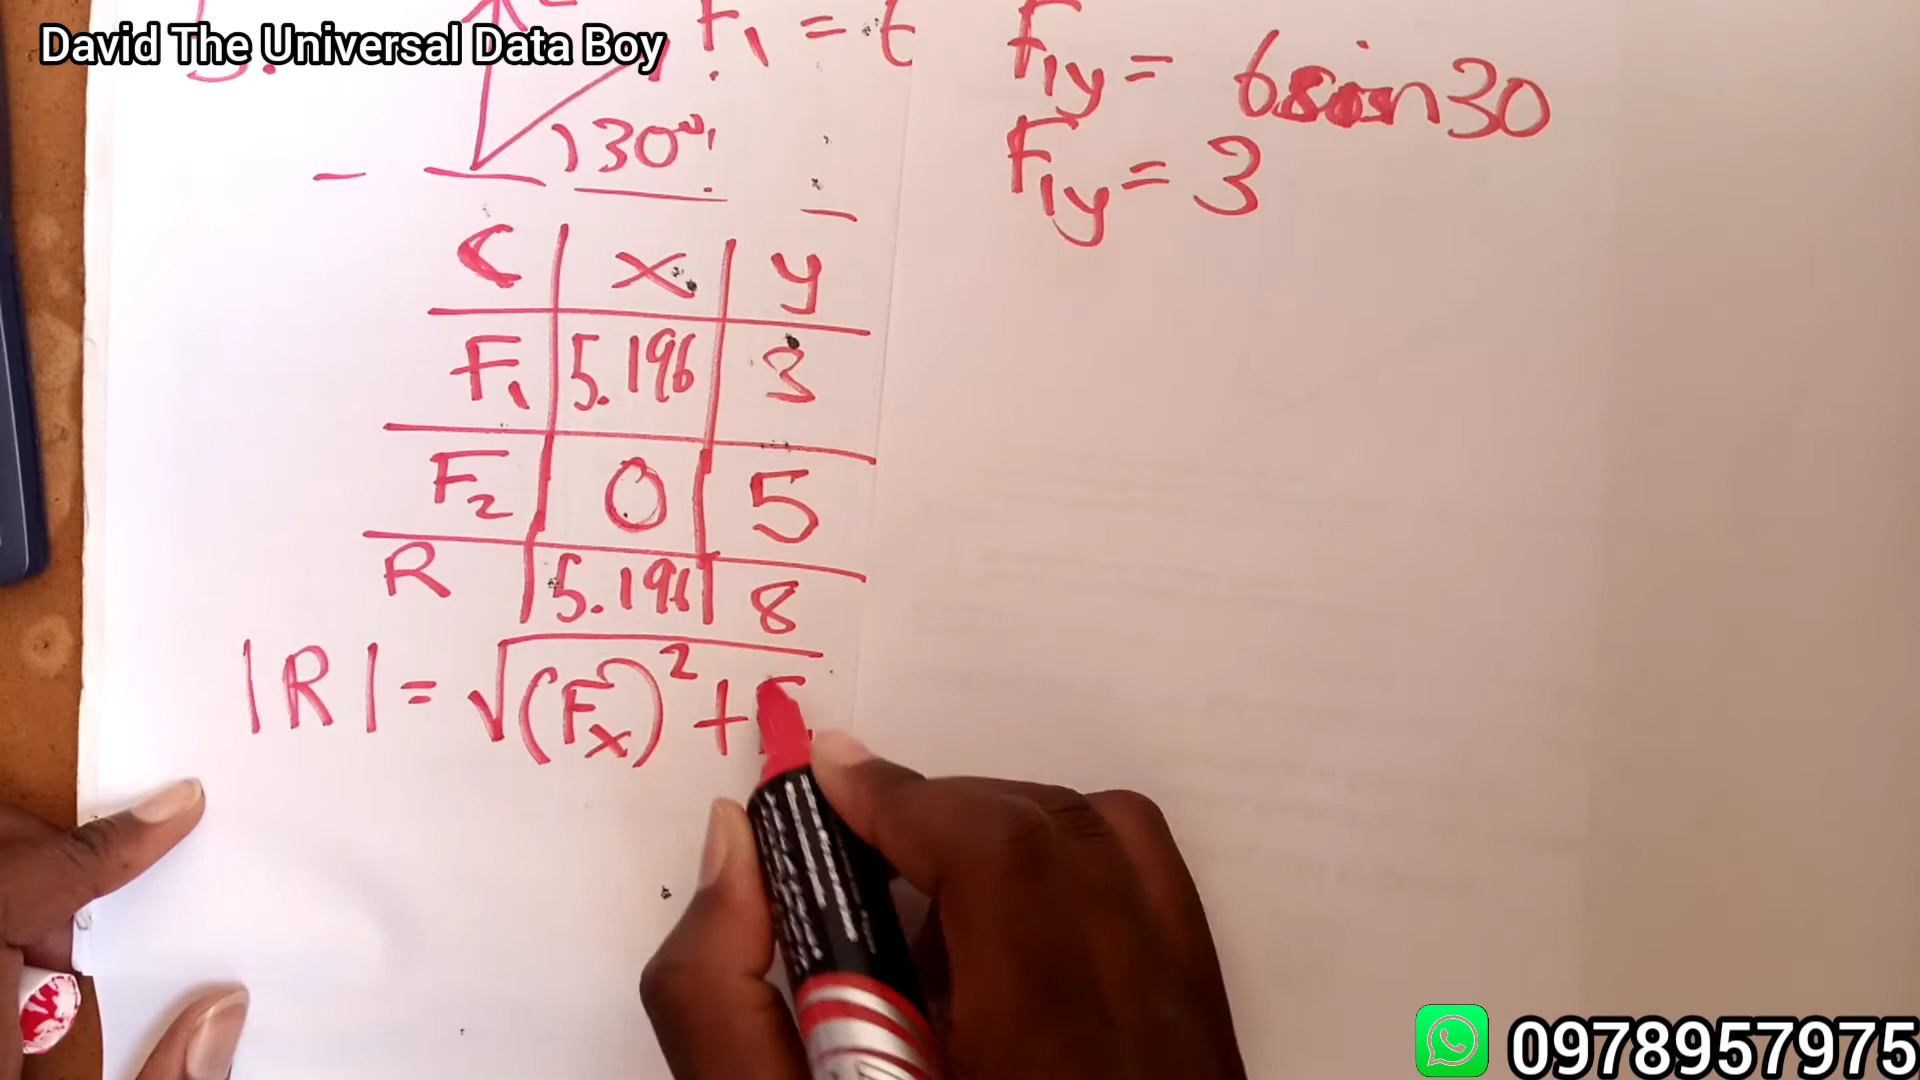 David The Universal Data Boy
F₁ = 6
30°
F₁y = 6sin30
F₁y = 3
x y
F₁ 5.196 3
F₂ 0 5
R 5.196 8
|R| = √(Fx)² +
0978957975